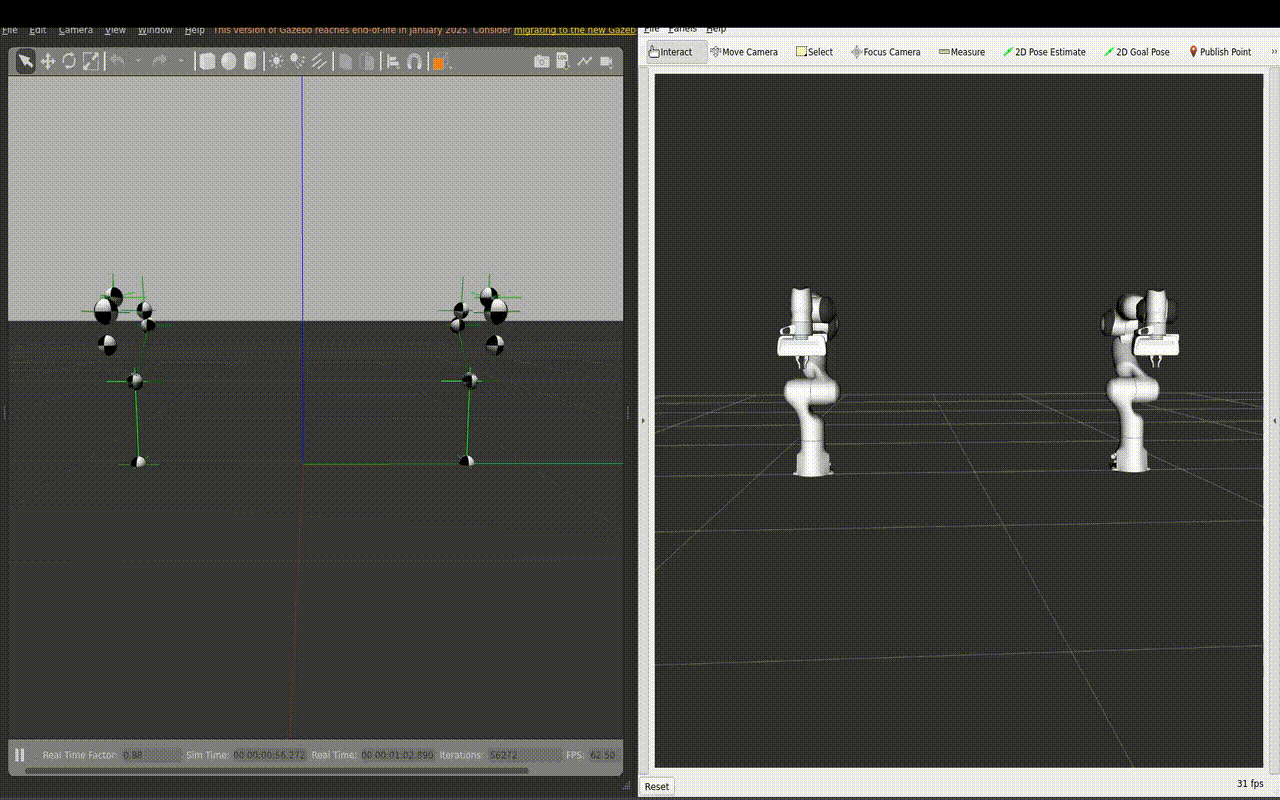 File Edit Camera View Window Help This version of Gazebo reaches end-of-life in January 2025. Consider migrating to the new Gazeb
File Panels Help
Interact Move Camera Select Focus Camera Measure 2D Pose Estimate 2D Goal Pose Publish Point »
Real Time Factor: 0.88 Sim Time: 00 00:00:56.272 Real Time: 00 00:01:02.890 Iterations: 56272 FPS: 62.50
Reset 31 fps